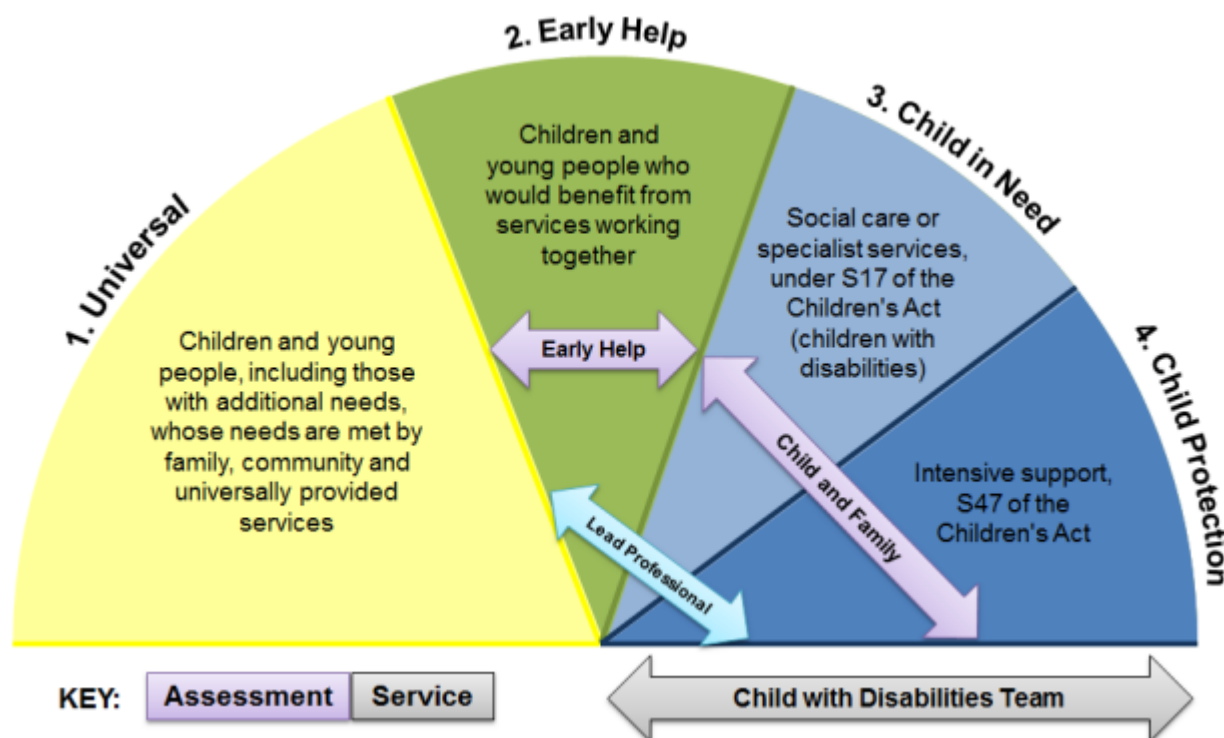 2. Early Help
3. Child in Need
1. Universal
4. Child Protection
Children and
young people who
would benefit from
services working
together
Social care or
specialist services,
under S17 of the
Children's Act
(children with
disabilities)
Children and young
people, including those
with additional needs,
whose needs are met by
family, community and
universally provided
services
Early Help
Child and Family
Intensive support,
S47 of the
Children's Act
Lead Professional
KEY:
Assessment
Service
Child with Disabilities Team